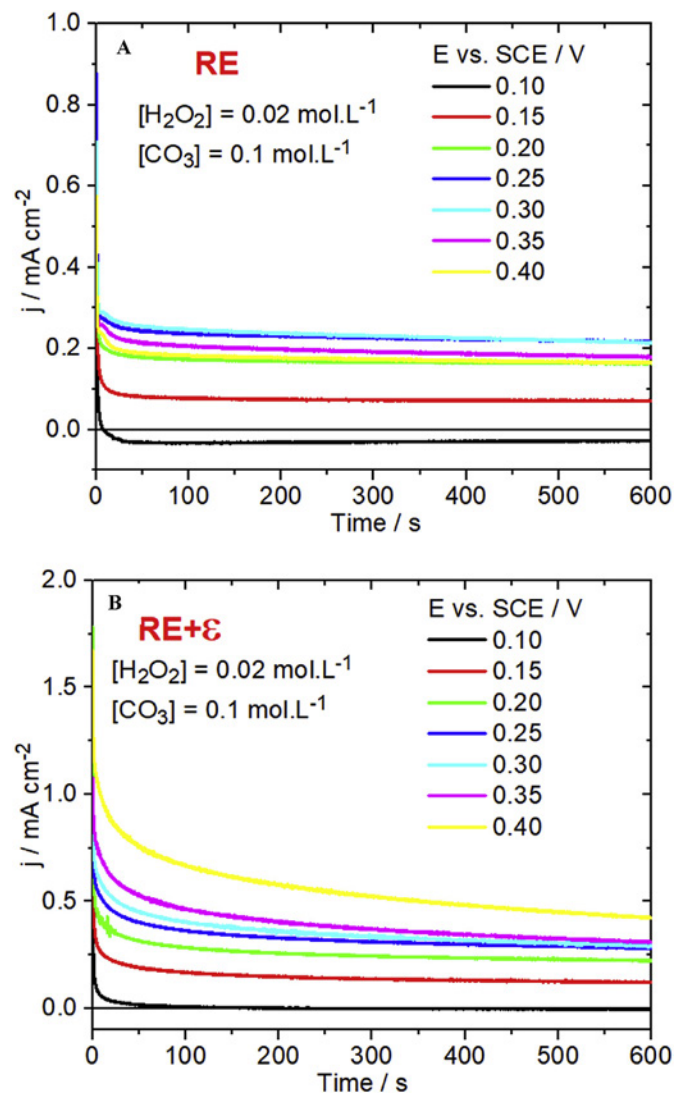 A
RE
[H₂O₂] = 0.02 mol.L⁻¹
[CO₃] = 0.1 mol.L⁻¹
E vs. SCE / V
0.10
0.15
0.20
0.25
0.30
0.35
0.40
j / mA cm⁻²
1.0
0.8
0.6
0.4
0.2
0.0
0 100 200 300 400 500 600
Time / s
B
RE+ε
[H₂O₂] = 0.02 mol.L⁻¹
[CO₃] = 0.1 mol.L⁻¹
E vs. SCE / V
0.10
0.15
0.20
0.25
0.30
0.35
0.40
j / mA cm⁻²
2.0
1.5
1.0
0.5
0.0
0 100 200 300 400 500 600
Time / s